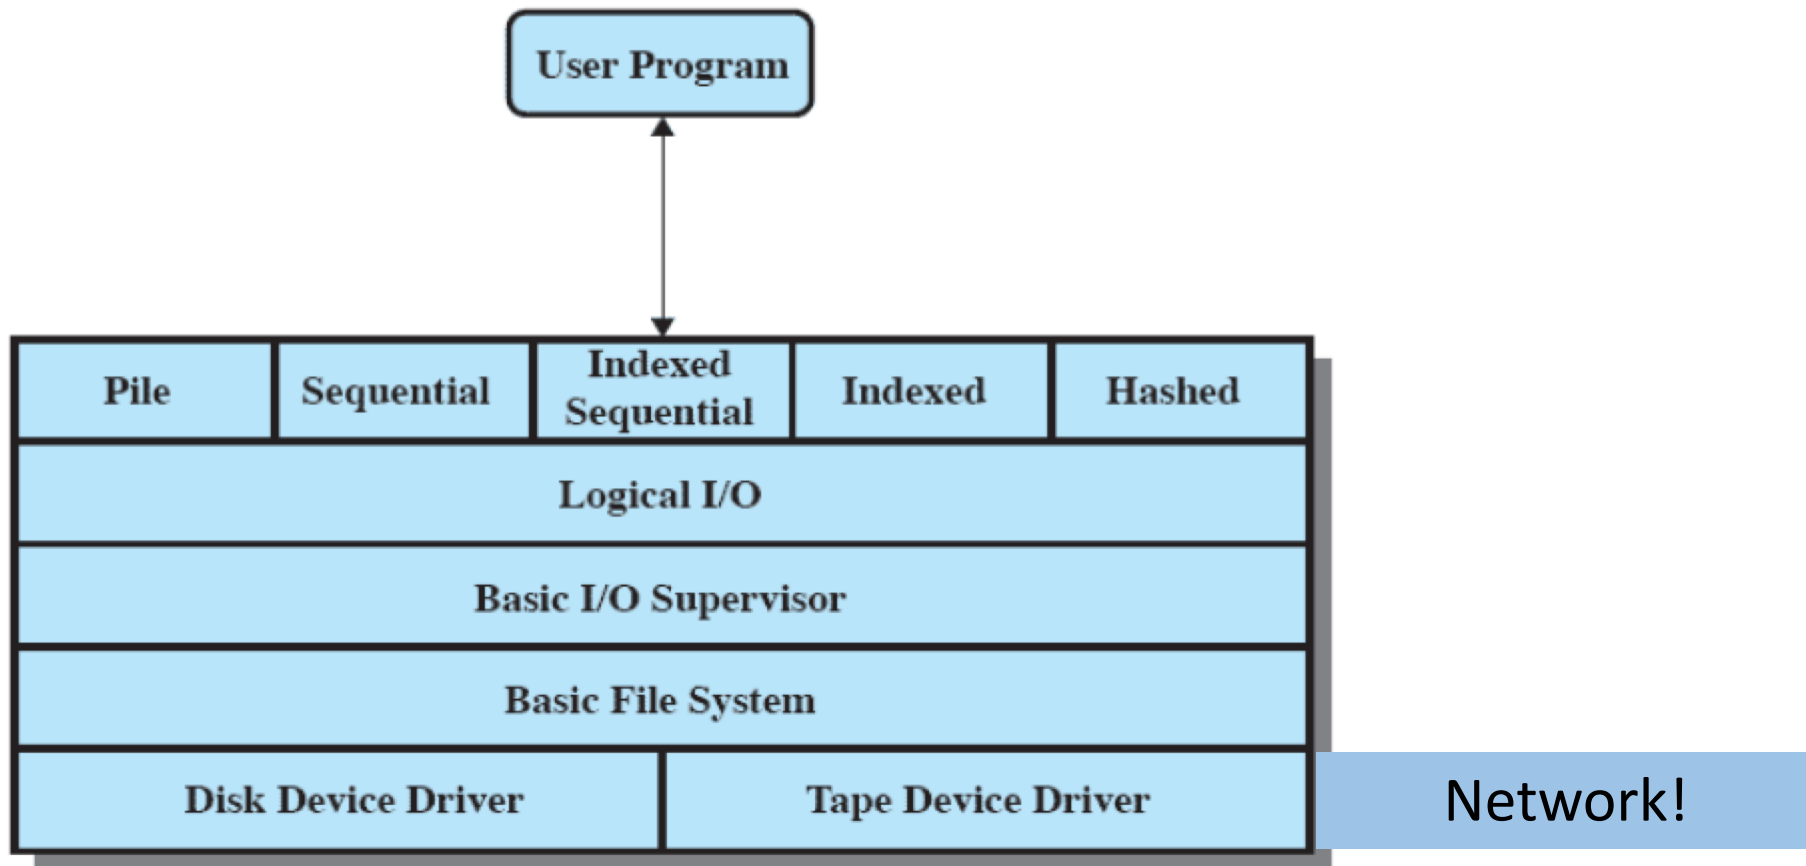 User Program
Pile
Sequential
Indexed
Sequential
Indexed
Hashed
Logical I/O
Basic I/O Supervisor
Basic File System
Disk Device Driver
Tape Device Driver
Network!